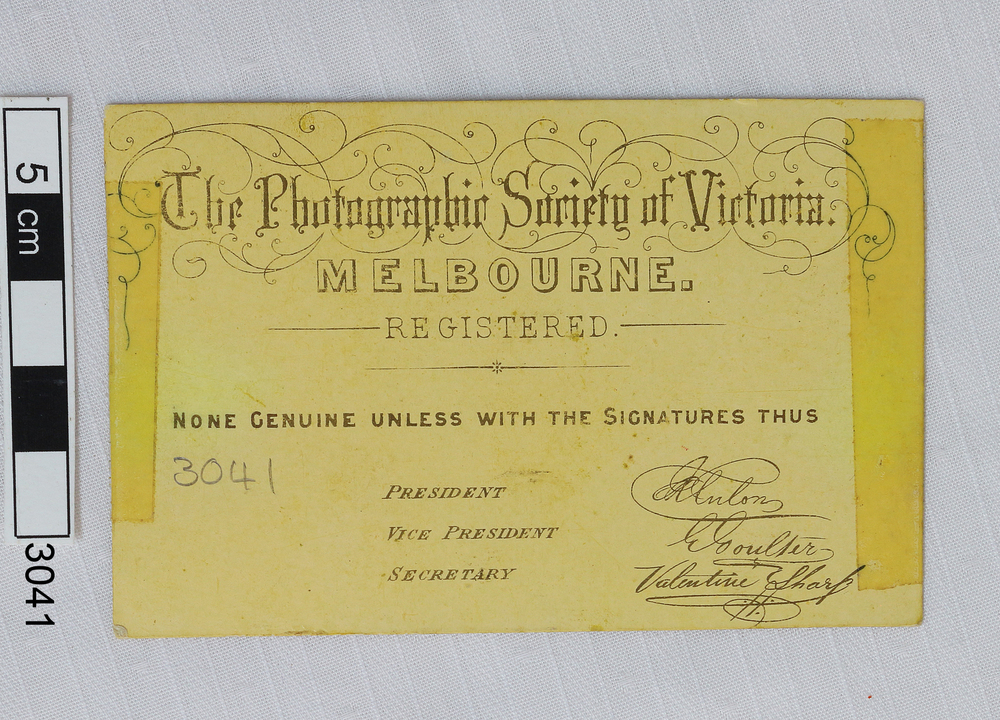 The Photographic Society of Victoria.
MELBOURNE.
REGISTERED.
NONE GENUINE UNLESS WITH THE SIGNATURES THUS
3041
PRESIDENT
VICE PRESIDENT
SECRETARY Valentine Sharp
5 cm
3041